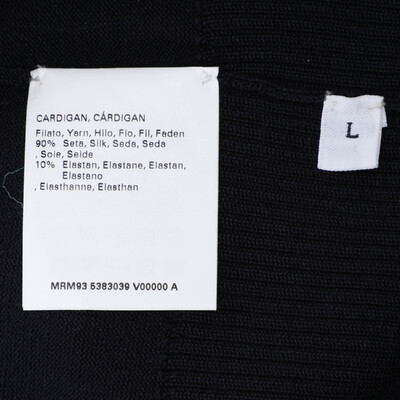 CARDIGAN, CÁRDIGAN
Filato, Yarn, Hilo, Fio, Fil, Faden
90% Seta, Silk, Seda, Seda
, Soie, Seide
10% Elastan, Elastane, Elastan,
Elastano
, Elasthanne, Elasthan
MRM93 5383039 V00000 A
L